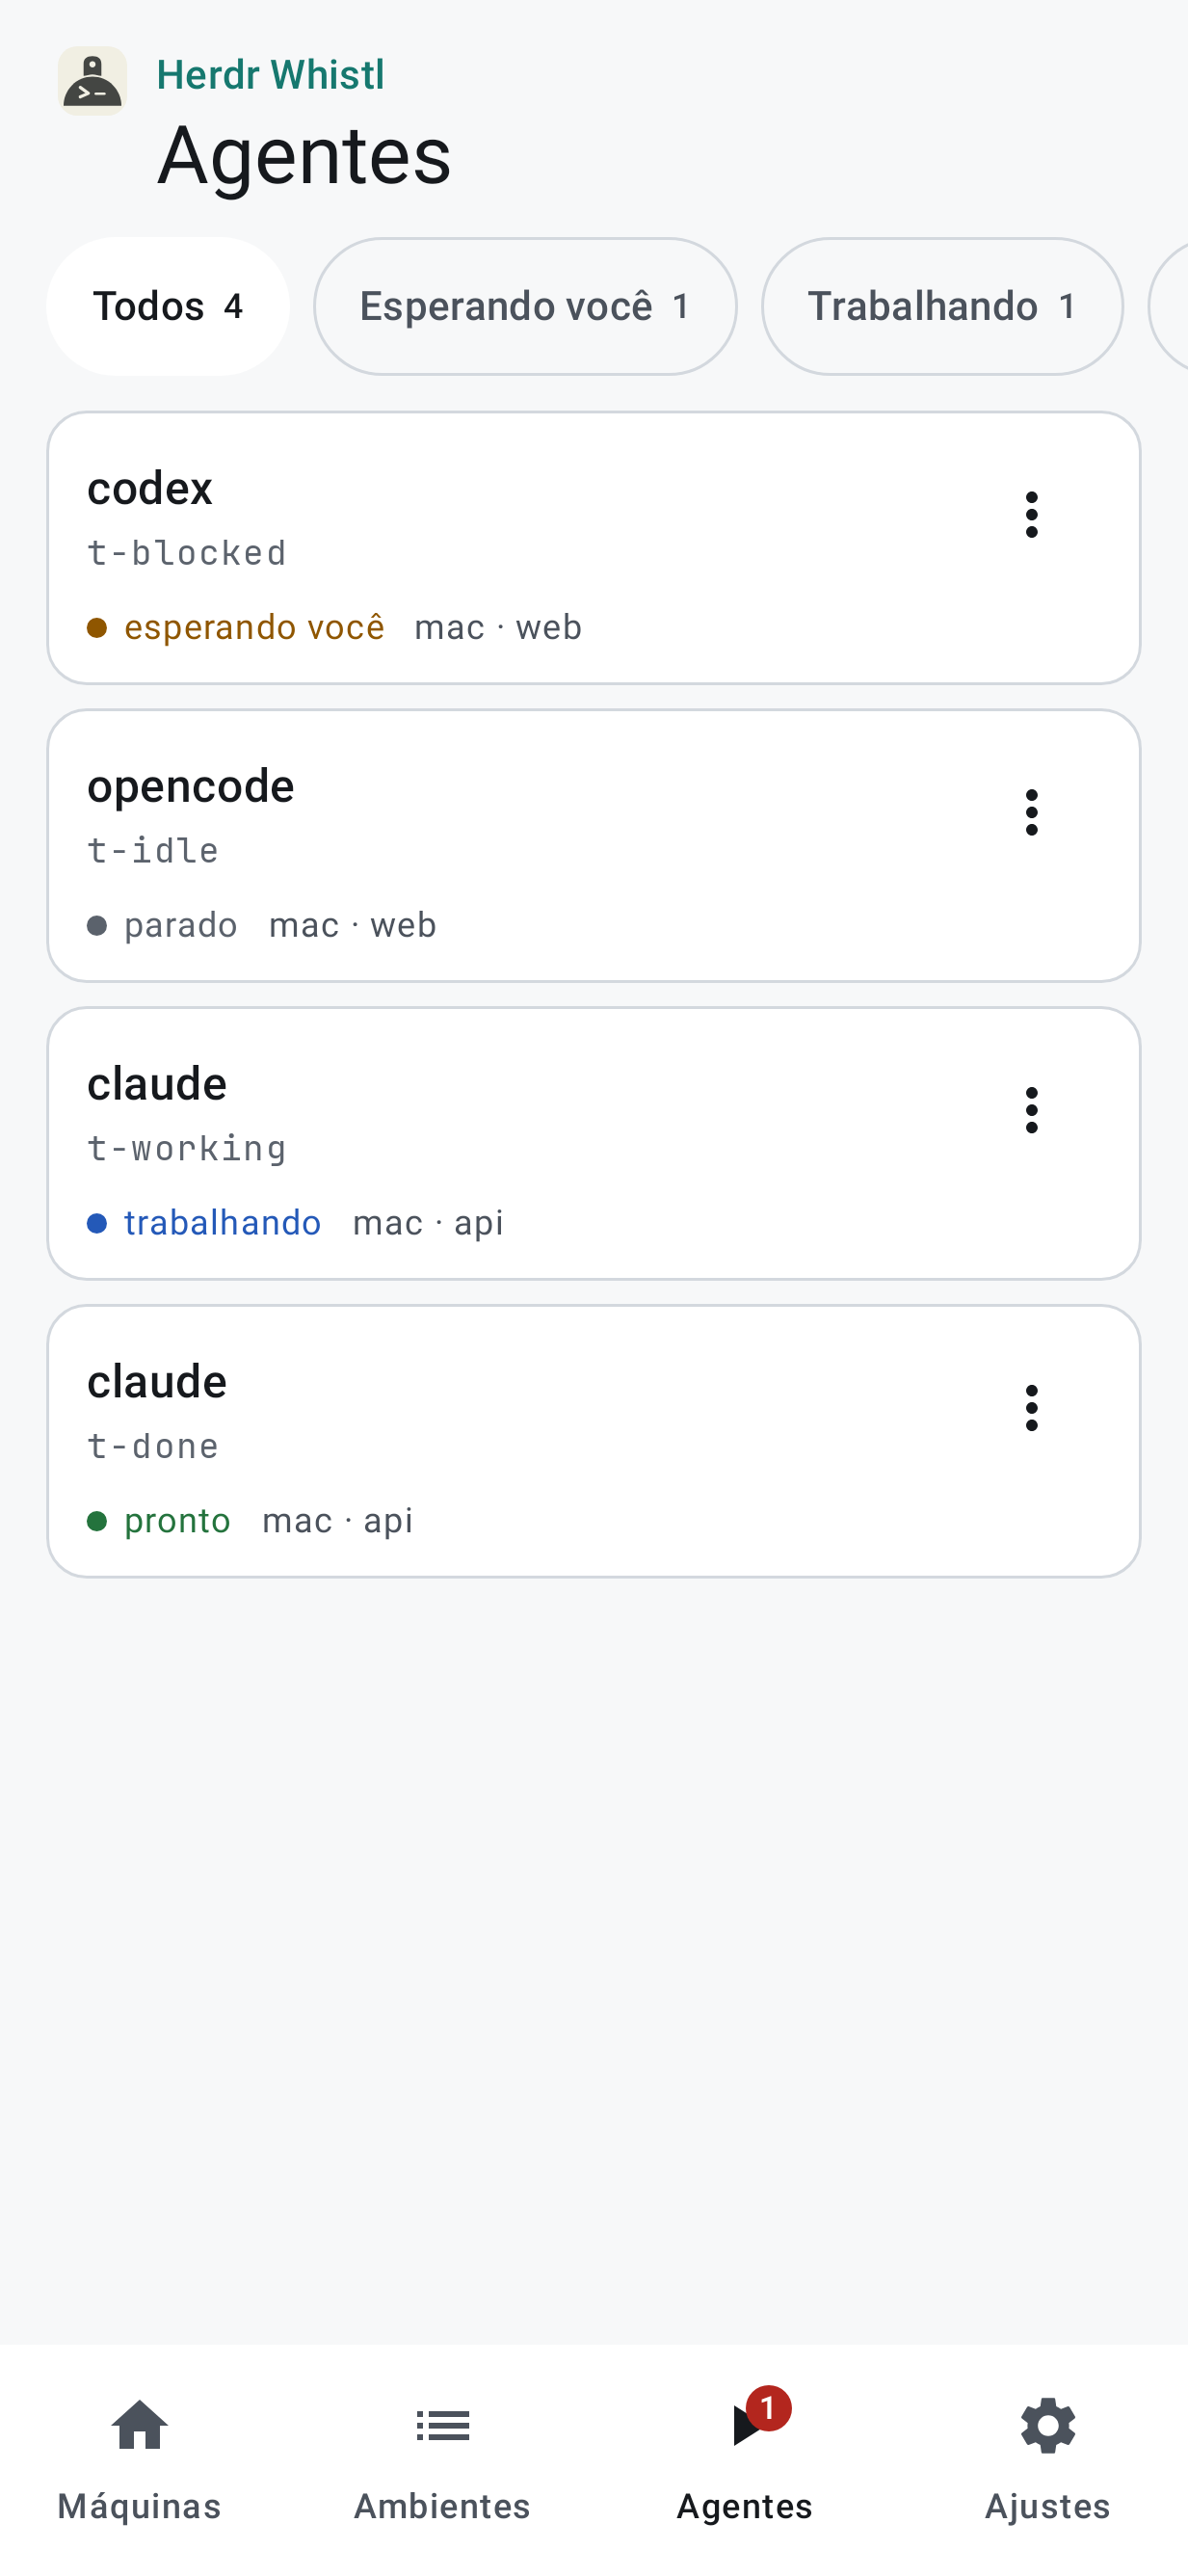 Herdr Whistl
Agentes
Todos 4
Esperando você 1
Trabalhando 1
codex
t-blocked
esperando você mac · web
opencode
t-idle
parado mac · web
claude
t-working
trabalhando mac · api
claude
t-done
pronto mac · api
1
Máquinas
Ambientes
Agentes
Ajustes